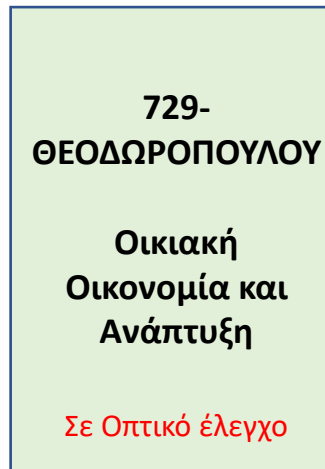 729-
ΘΕΟΔΩΡΟΠΟΥΛΟΥ
Οικιακή
Οικονομία και
Ανάπτυξη
Σε Οπτικό έλεγχο